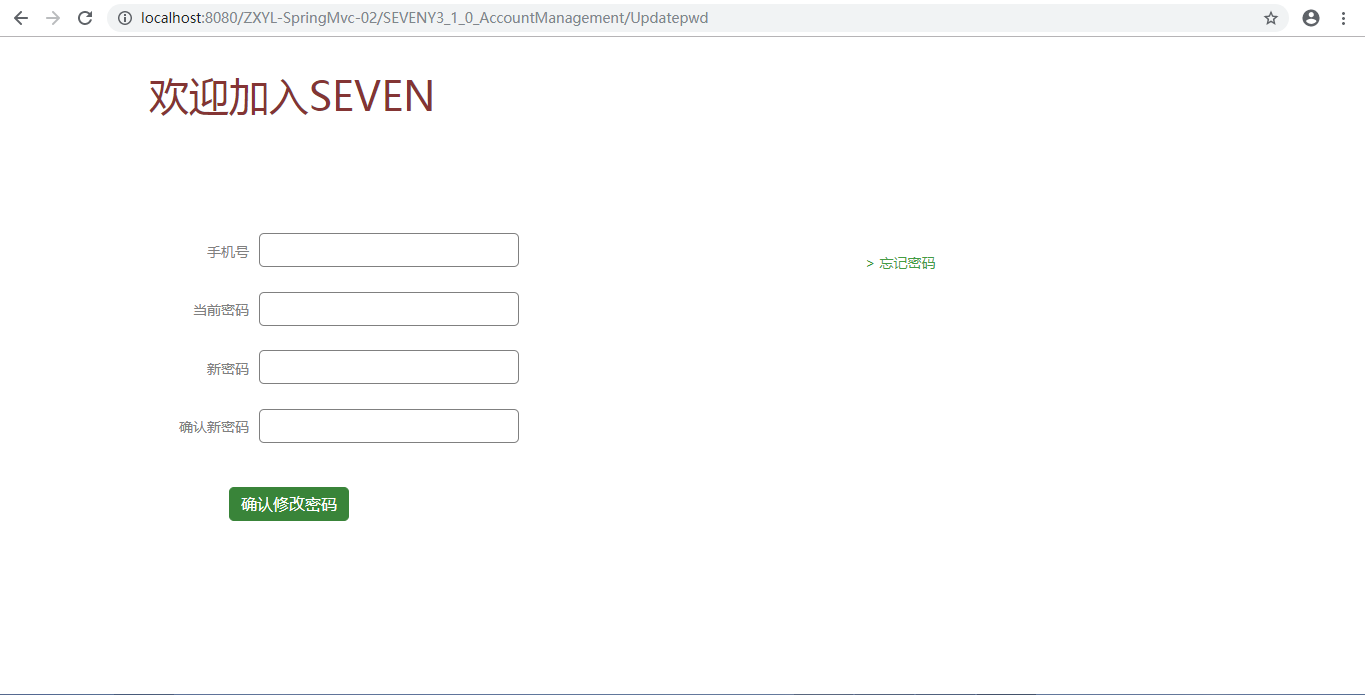 localhost:8080/ZXYL-SpringMvc-02/SEVENY3_1_0_AccountManagement/Updatepwd
欢迎加入SEVEN
手机号
> 忘记密码
当前密码
新密码
确认新密码
确认修改密码